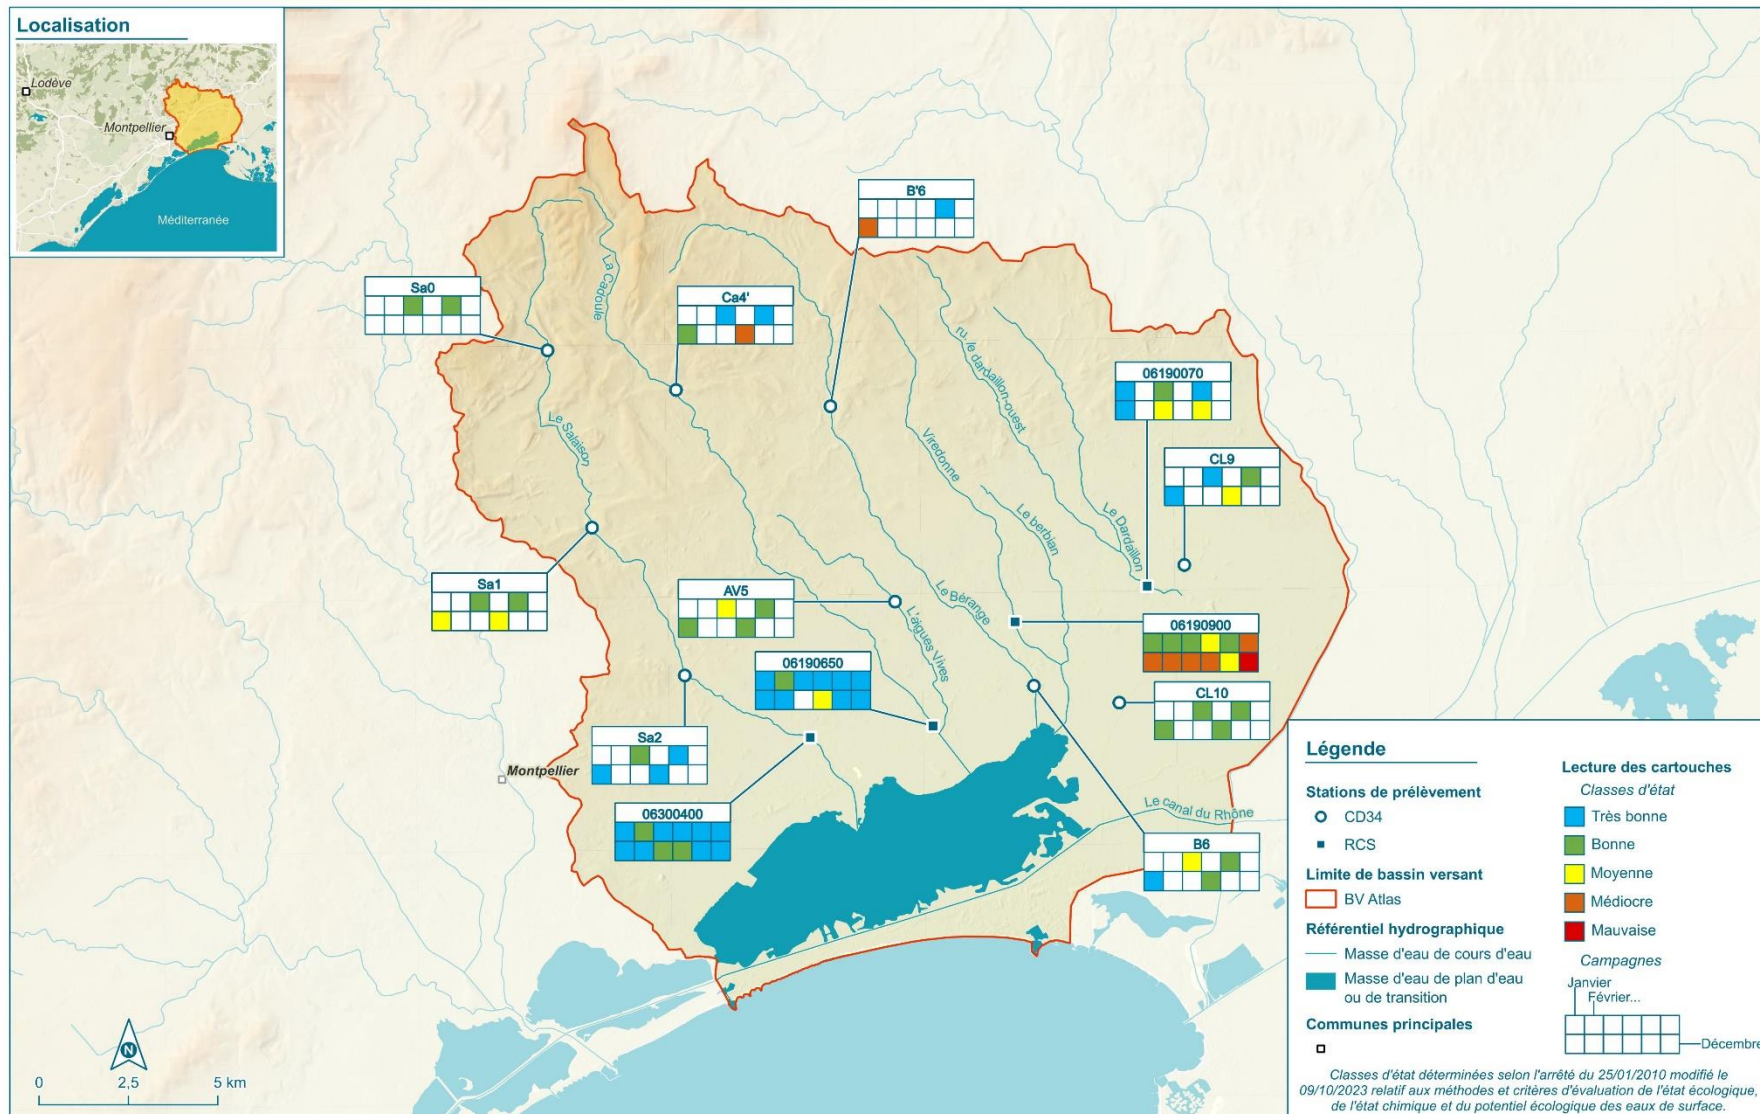 Localisation
Lodève
Montpellier
Méditerranée
B'6
Sa0
La Cadoule
Ca4'
ru. le dardaillon-ouest
06190070
Le Salaison
Viredonne
CL9
Le berbian
Le Dardaillon
Sa1
AV5
L'aigues Vives
Le Bérange
06190900
06190650
CL10
Sa2
Montpellier
06300400
Le canal du Rhône
B6
Légende
Stations de prélèvement
CD34
RCS
Limite de bassin versant
BV Atlas
Référentiel hydrographique
Masse d'eau de cours d'eau
Masse d'eau de plan d'eau
ou de transition
Communes principales
Lecture des cartouches
Classes d'état
Très bonne
Bonne
Moyenne
Médiocre
Mauvaise
Campagnes
Janvier
Février...
Décembre
Classes d'état déterminées selon l'arrêté du 25/01/2010 modifié le
09/10/2023 relatif aux méthodes et critères d'évaluation de l'état écologique,
de l'état chimique et du potentiel écologique des eaux de surface.
N
0 2,5 5 km